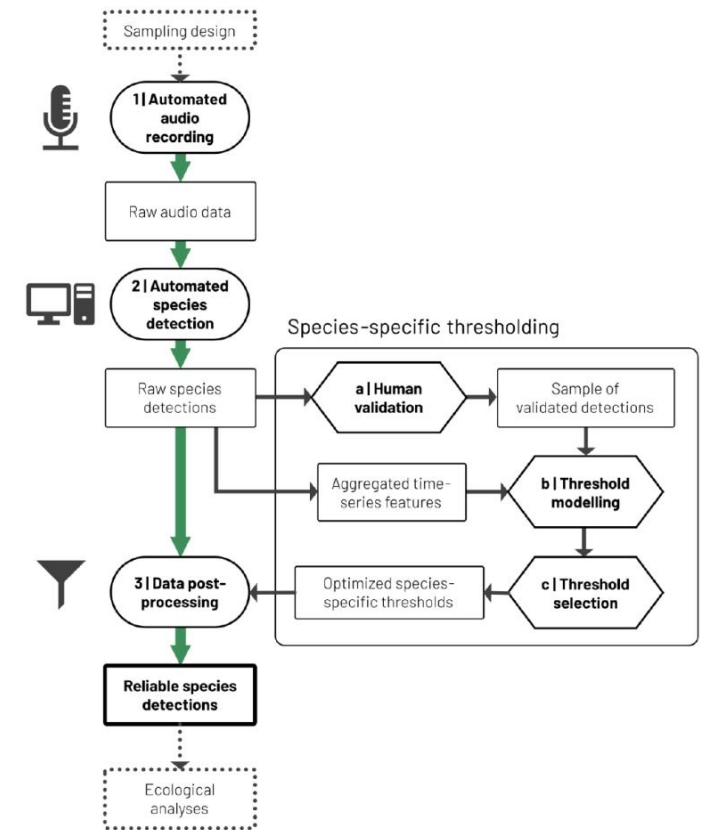 Sampling design
1 | Automated
audio
recording
Raw audio data
2 | Automated
species
detection
Species-specific thresholding
Raw species
detections
a | Human
validation
Sample of
validated detections
Aggregated time-
series features
b | Threshold
modelling
3 | Data post-
processing
Optimized species-
specific thresholds
c | Threshold
selection
Reliable species
detections
Ecological
analyses